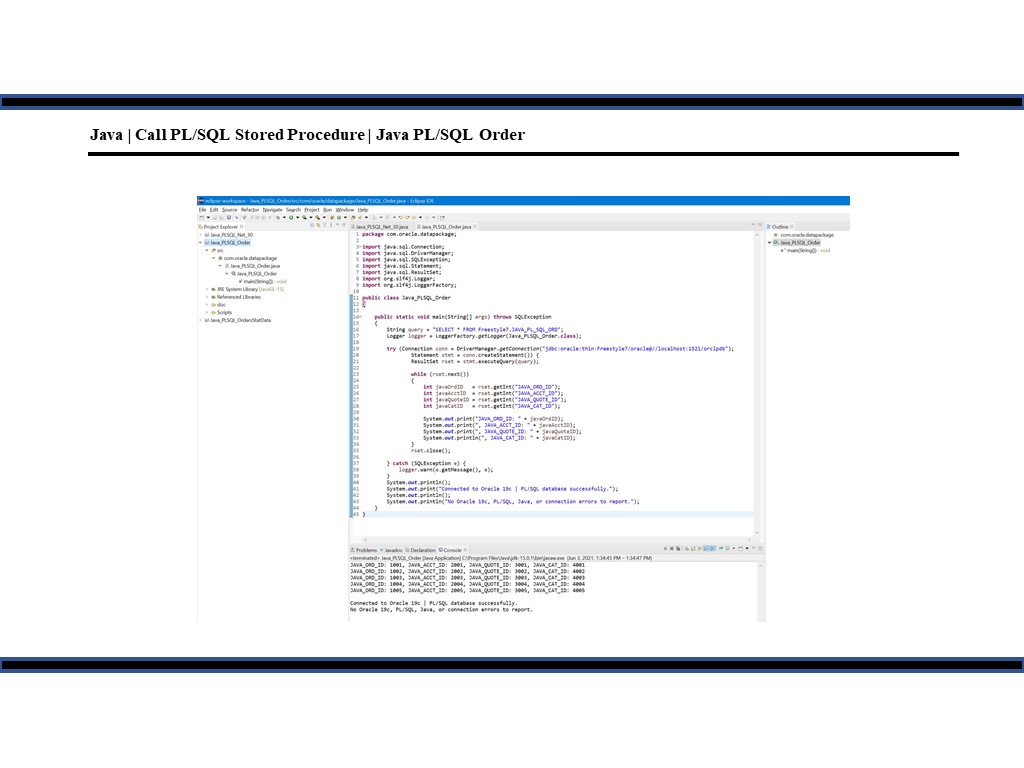 Java | Call PL/SQL Stored Procedure | Java PL/SQL Order
eclipse-workspace - Java_PLSQL_Order/src/com/oracle/datapackage/Java_PLSQL_Order.java - Eclipse IDE
File Edit Source Refactor Navigate Search Project Run Window Help
Project Explorer
Java_PLSQL_Net_30
Java_PLSQL_Order
src
com.oracle.datapackage
Java_PLSQL_Order.java
Java_PLSQL_Order
main(String[]) : void
JRE System Library [JavaSE-15]
Referenced Libraries
doc
Scripts
Java_PLSQL_OrdersStatData
Java_PLSQL_Net_30.java Java_PLSQL_Order.java
1 package com.oracle.datapackage;
2
3 import java.sql.Connection;
4 import java.sql.DriverManager;
5 import java.sql.SQLException;
6 import java.sql.Statement;
7 import java.sql.ResultSet;
8 import org.slf4j.Logger;
9 import org.slf4j.LoggerFactory;
10
11 public class Java_PLSQL_Order
12 {
13
14 public static void main(String[] args) throws SQLException
15 {
16 String query = "SELECT * FROM Freestyle7.JAVA_PL_SQL_ORD";
17 Logger logger = LoggerFactory.getLogger(Java_PLSQL_Order.class);
18
19 try (Connection conn = DriverManager.getConnection("jdbc:oracle:thin:Freestyle7/oracle@//localhost:1521/orclpdb");
20 Statement stmt = conn.createStatement()) {
21 ResultSet rset = stmt.executeQuery(query);
22
23 while (rset.next())
24 {
25 int javaOrdID = rset.getInt("JAVA_ORD_ID");
26 int javaAcctID = rset.getInt("JAVA_ACCT_ID");
27 int javaQuoteID = rset.getInt("JAVA_QUOTE_ID");
28 int javaCatID = rset.getInt("JAVA_CAT_ID");
29
30 System.out.print("JAVA_ORD_ID: " + javaOrdID);
31 System.out.print(", JAVA_ACCT_ID: " + javaAcctID);
32 System.out.print(", JAVA_QUOTE_ID: " + javaQuoteID);
33 System.out.println(", JAVA_CAT_ID: " + javaCatID);
34 }
35 rset.close();
36
37 } catch (SQLException e) {
38 logger.warn(e.getMessage(), e);
39 }
40 System.out.println();
41 System.out.print("Connected to Oracle 19c | PL/SQL database successfully.");
42 System.out.println();
43 System.out.println("No Oracle 19c, PL/SQL, Java, or connection errors to report.");
44 }
45 }
Outline
com.oracle.datapackage
Java_PLSQL_Order
main(String[]) : void
Problems Javadoc Declaration Console
<terminated> Java_PLSQL_Order [Java Application] C:\Program Files\Java\jdk-15.0.1\bin\javaw.exe (Jun 3, 2021, 1:34:45 PM – 1:34:47 PM)
JAVA_ORD_ID: 1001, JAVA_ACCT_ID: 2001, JAVA_QUOTE_ID: 3001, JAVA_CAT_ID: 4001
JAVA_ORD_ID: 1002, JAVA_ACCT_ID: 2002, JAVA_QUOTE_ID: 3002, JAVA_CAT_ID: 4002
JAVA_ORD_ID: 1003, JAVA_ACCT_ID: 2003, JAVA_QUOTE_ID: 3003, JAVA_CAT_ID: 4003
JAVA_ORD_ID: 1004, JAVA_ACCT_ID: 2004, JAVA_QUOTE_ID: 3004, JAVA_CAT_ID: 4004
JAVA_ORD_ID: 1005, JAVA_ACCT_ID: 2005, JAVA_QUOTE_ID: 3005, JAVA_CAT_ID: 4005
Connected to Oracle 19c | PL/SQL database successfully.
No Oracle 19c, PL/SQL, Java, or connection errors to report.